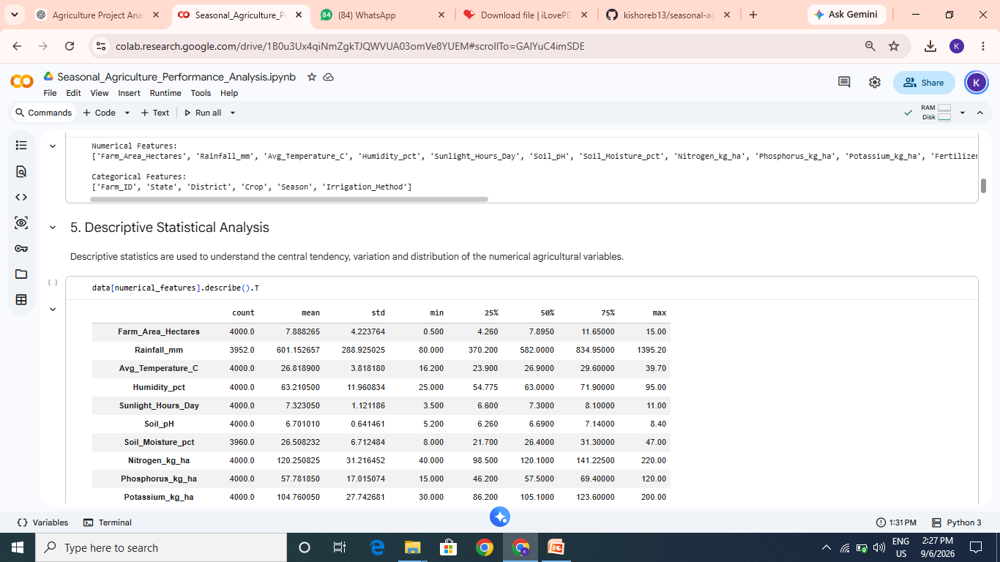 Agriculture Project Ana
Seasonal_Agriculture_P
(84) WhatsApp
Download file | iLovePD
kishoreb13/seasonal-ag
Ask Gemini
colab.research.google.com/drive/1B0u3Ux4qiNmZgkTJQWVUA03omVe8YUEM#scrollTo=GAlYuC4imSDE
K
Seasonal_Agriculture_Performance_Analysis.ipynb
File Edit View Insert Runtime Tools Help
Share
K
Commands + Code + Text Run all
RAM
Disk
Numerical Features:
['Farm_Area_Hectares', 'Rainfall_mm', 'Avg_Temperature_C', 'Humidity_pct', 'Sunlight_Hours_Day', 'Soil_pH', 'Soil_Moisture_pct', 'Nitrogen_kg_ha', 'Phosphorus_kg_ha', 'Potassium_kg_ha', 'Fertilizer
Categorical Features:
['Farm_ID', 'State', 'District', 'Crop', 'Season', 'Irrigation_Method']
5. Descriptive Statistical Analysis
Descriptive statistics are used to understand the central tendency, variation and distribution of the numerical agricultural variables.
[ ] data[numerical_features].describe().T
count mean std min 25% 50% 75% max
Farm_Area_Hectares 4000.0 7.888265 4.223764 0.500 4.260 7.8950 11.65000 15.00
Rainfall_mm 3952.0 601.152657 288.925025 80.000 370.200 582.0000 834.95000 1395.20
Avg_Temperature_C 4000.0 26.818900 3.818180 16.200 23.900 26.9000 29.60000 39.70
Humidity_pct 4000.0 63.210500 11.960834 25.000 54.775 63.0000 71.90000 95.00
Sunlight_Hours_Day 4000.0 7.323050 1.121186 3.500 6.600 7.3000 8.10000 11.00
Soil_pH 4000.0 6.701010 0.641461 5.200 6.260 6.6900 7.14000 8.40
Soil_Moisture_pct 3960.0 26.508232 6.712484 8.000 21.700 26.4000 31.30000 47.00
Nitrogen_kg_ha 4000.0 120.250825 31.216452 40.000 98.500 120.1000 141.22500 220.00
Phosphorus_kg_ha 4000.0 57.781850 17.015074 15.000 46.200 57.5000 69.40000 120.00
Potassium_kg_ha 4000.0 104.760050 27.742681 30.000 86.200 105.1000 123.60000 200.00
Variables Terminal 1:31 PM Python 3
Type here to search
ENG
US
2:27 PM
9/6/2026